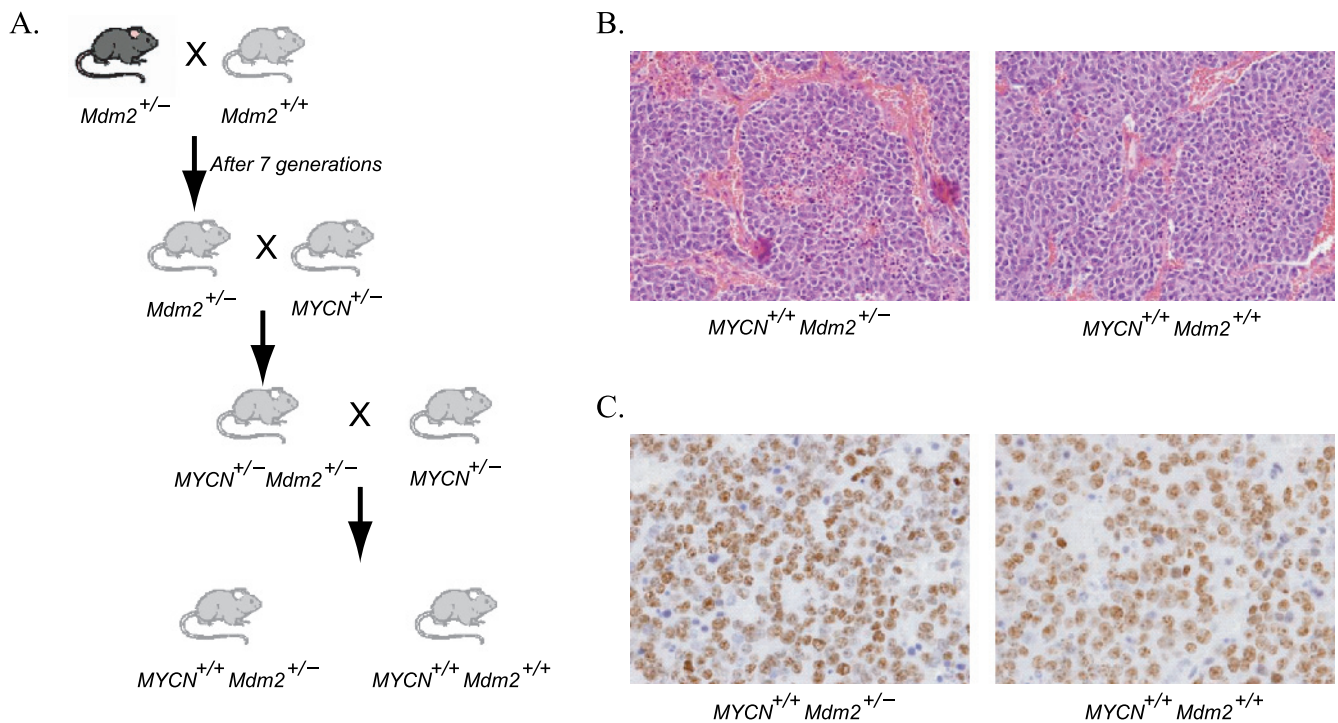 A.
X
Mdm2+/− Mdm2+/+
After 7 generations
X
Mdm2+/− MYCN+/−
X
MYCN+/− Mdm2+/− MYCN+/−
MYCN+/+ Mdm2+/− MYCN+/+ Mdm2+/+
B.
MYCN+/+ Mdm2+/− MYCN+/+ Mdm2+/+
C.
MYCN+/+ Mdm2+/− MYCN+/+ Mdm2+/+